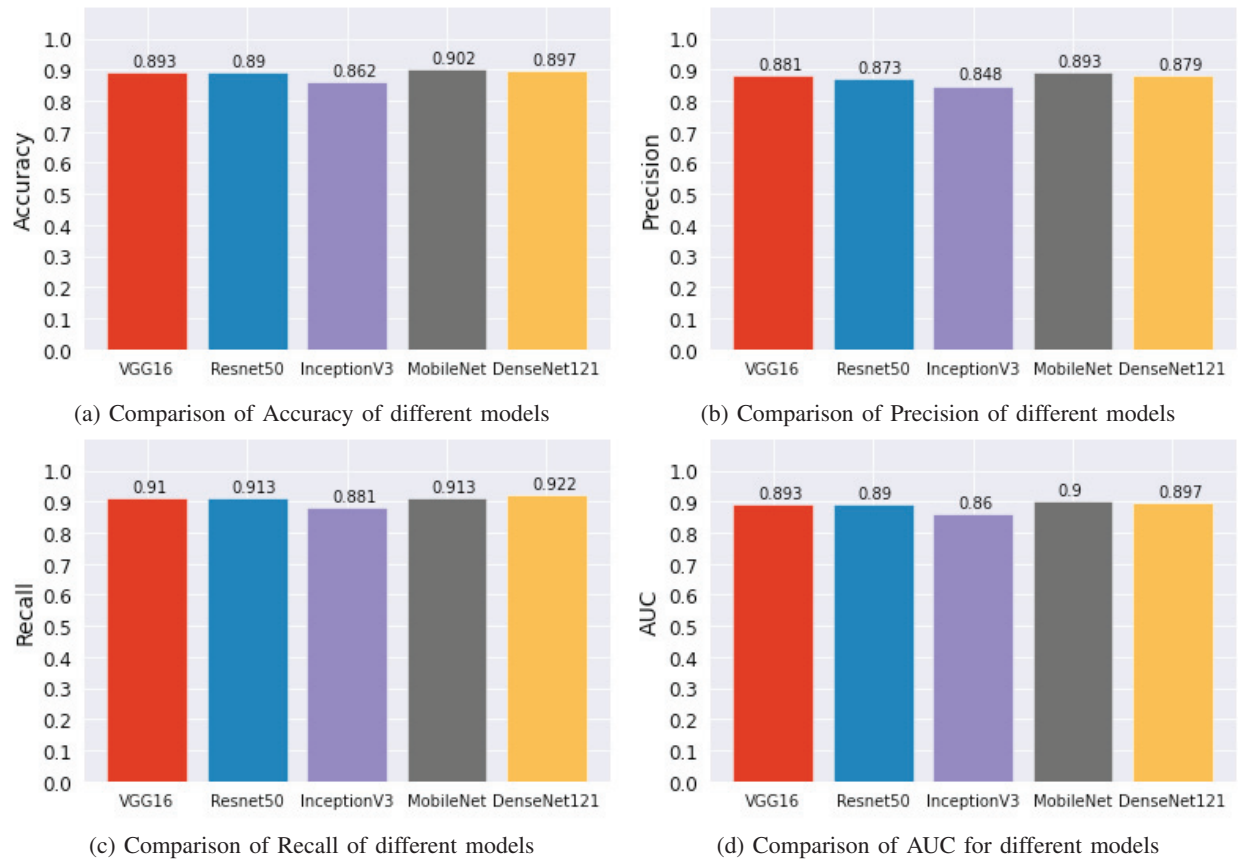 1.0
0.9
0.8
0.7
0.6
0.5
0.4
0.3
0.2
0.1
0.0
Accuracy
0.893 0.89 0.862 0.902 0.897
VGG16 Resnet50 InceptionV3 MobileNet DenseNet121
(a) Comparison of Accuracy of different models
1.0
0.9
0.8
0.7
0.6
0.5
0.4
0.3
0.2
0.1
0.0
Precision
0.881 0.873 0.848 0.893 0.879
VGG16 Resnet50 InceptionV3 MobileNet DenseNet121
(b) Comparison of Precision of different models
1.0
0.9
0.8
0.7
0.6
0.5
0.4
0.3
0.2
0.1
0.0
Recall
0.91 0.913 0.881 0.913 0.922
VGG16 Resnet50 InceptionV3 MobileNet DenseNet121
(c) Comparison of Recall of different models
1.0
0.9
0.8
0.7
0.6
0.5
0.4
0.3
0.2
0.1
0.0
AUC
0.893 0.89 0.86 0.9 0.897
VGG16 Resnet50 InceptionV3 MobileNet DenseNet121
(d) Comparison of AUC for different models